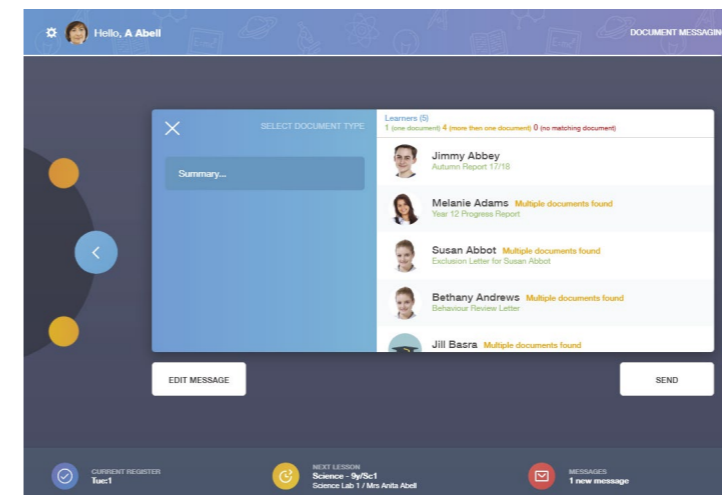 Hello, A Abell
DOCUMENT MESSAGING
SELECT DOCUMENT TYPE
Summary...
Learners (5)
1 (one document) 4 (more than one document) 0 (no matching document)
Jimmy Abbey
Autumn Report 17/18
Melanie Adams Multiple documents found
Year 12 Progress Report
Susan Abbot Multiple documents found
Exclusion Letter for Susan Abbot
Bethany Andrews Multiple documents found
Behaviour Review Letter
Jill Basra Multiple documents found
EDIT MESSAGE
SEND
CURRENT REGISTER
Tue:1
NEXT LESSON
Science - 9y/Sc1
Science Lab 1 / Mrs Anita Abell
MESSAGES
1 new message